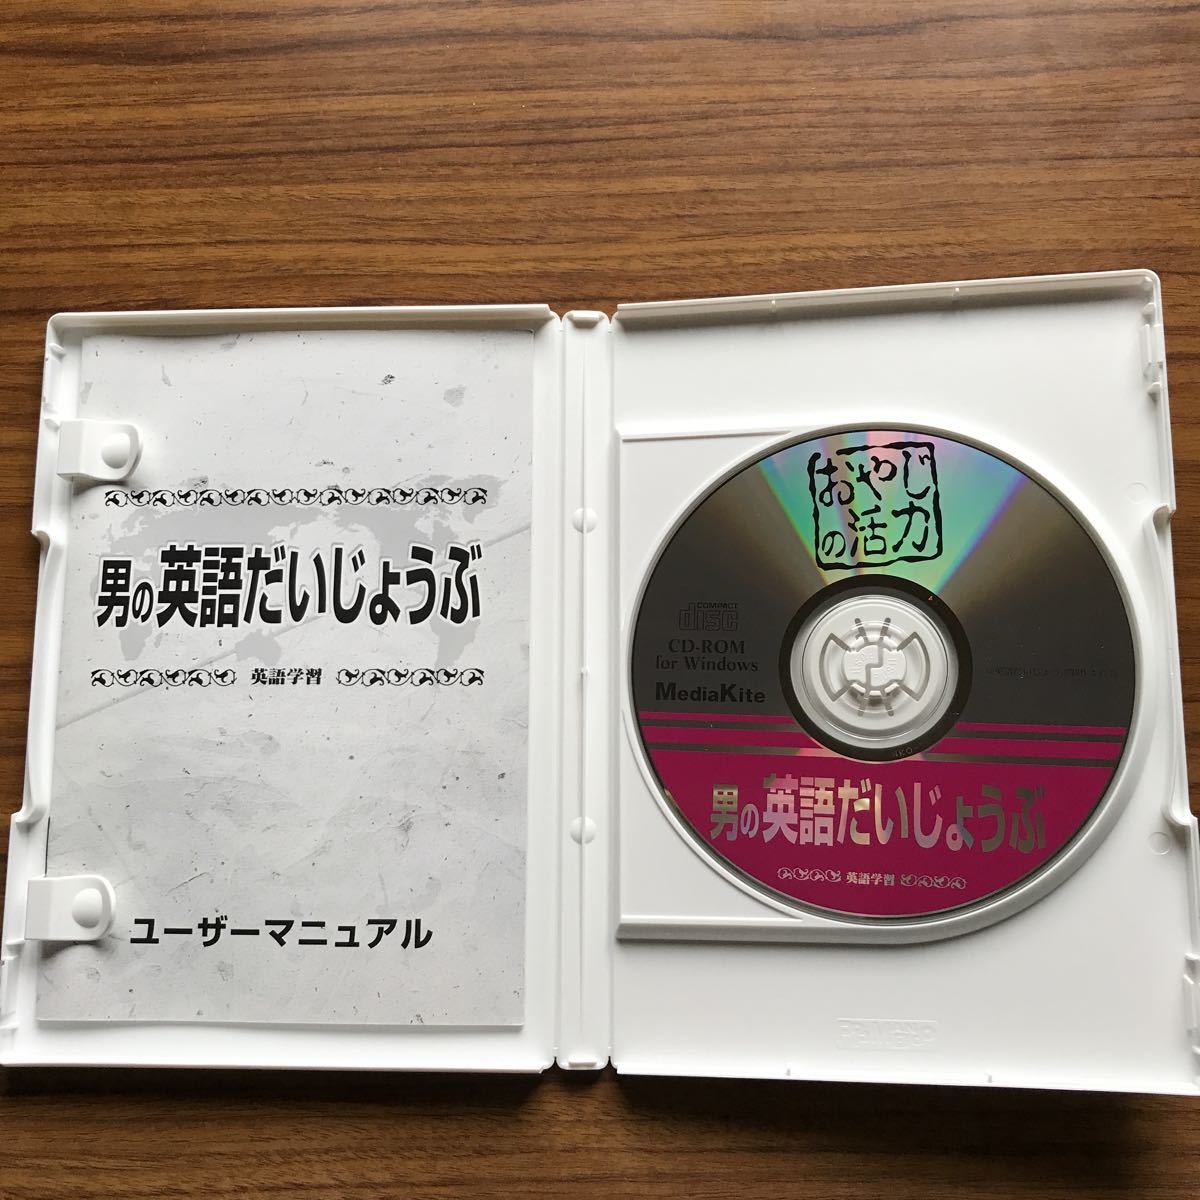 男の英語だいじょうぶ
英語学習
ユーザーマニュアル
おやじ
の活力
COMPACT
disc
CD-ROM
for Windows
MediaKite
男の英語だいじょうぶ
英語学習